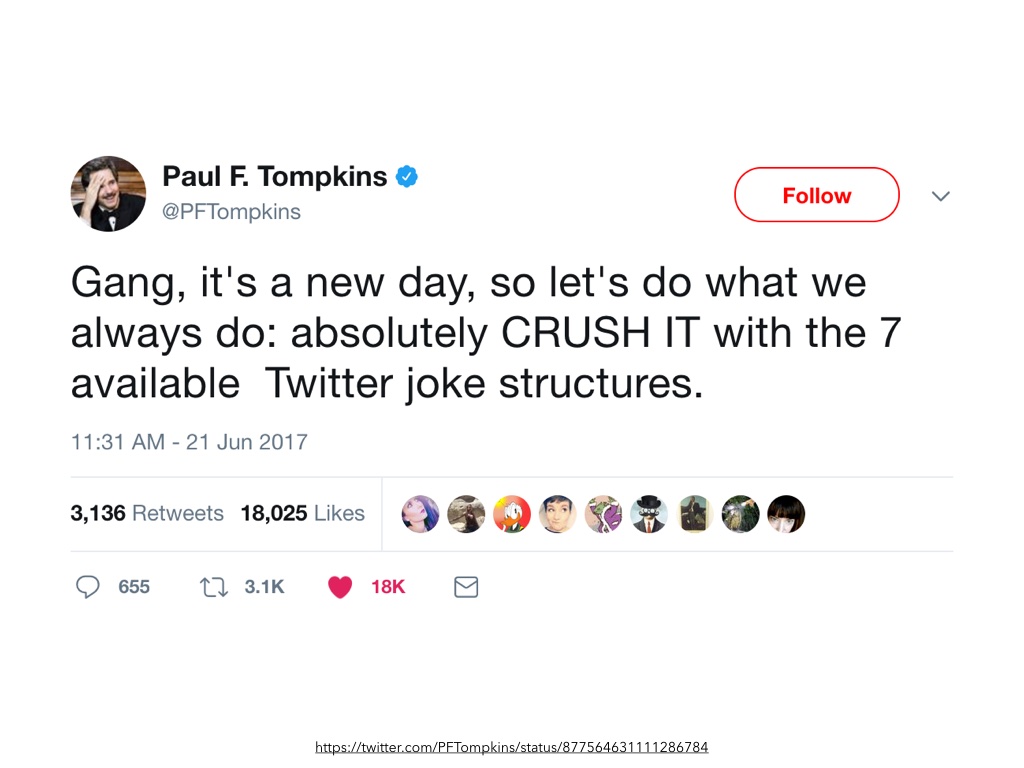 Paul F. Tompkins
@PFTompkins
Follow
Gang, it's a new day, so let's do what we
always do: absolutely CRUSH IT with the 7
available  Twitter joke structures.
11:31 AM - 21 Jun 2017
3,136 Retweets 18,025 Likes
655 3.1K 18K
https://twitter.com/PFTompkins/status/877564631111286784